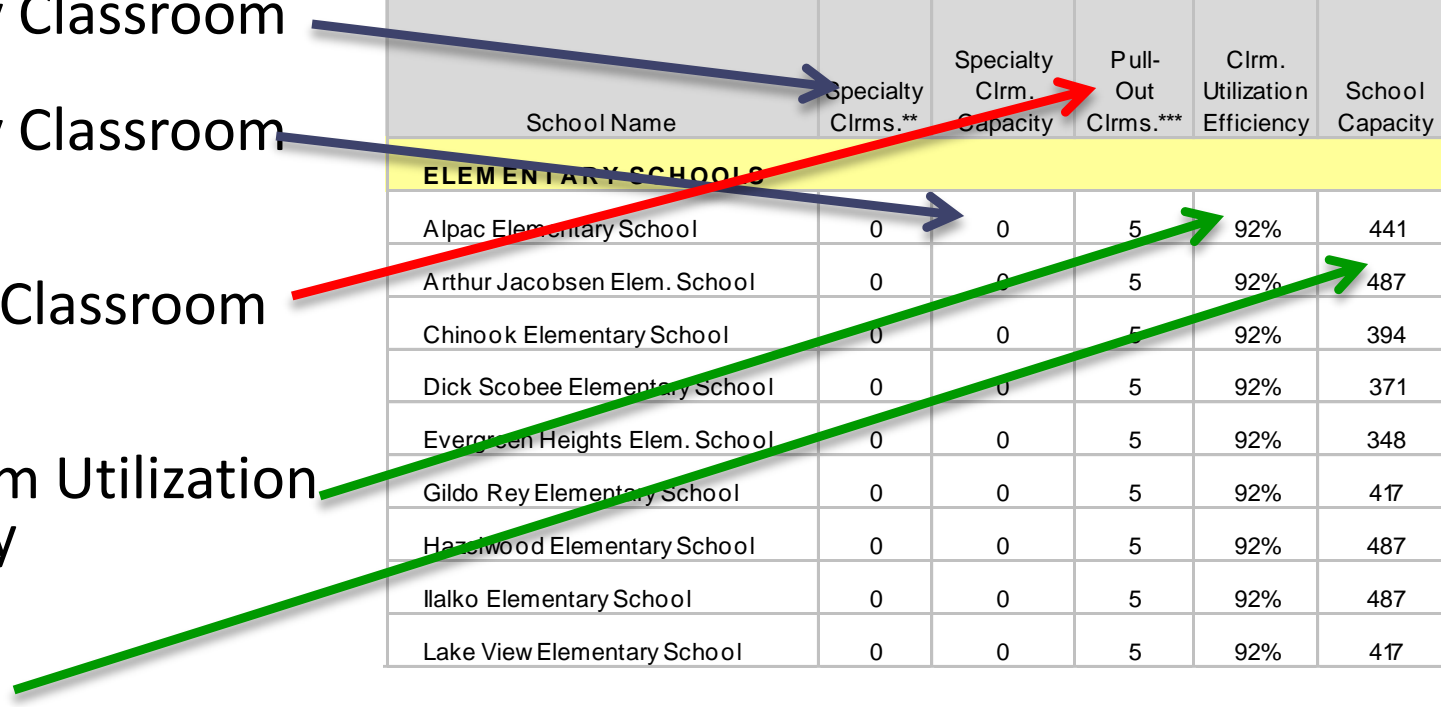 y Classroom
y Classroom
Classroom
m Utilization
y
School Name	Specialty Clrms.**	Specialty Clrm. Capacity	Pull-Out Clrms.***	Clrm. Utilization Efficiency	School Capacity
ELEMENTARY SCHOOLS
Alpac Elementary School	0	0	5	92%	441
Arthur Jacobsen Elem. School	0	0	5	92%	487
Chinook Elementary School	0	0	5	92%	394
Dick Scobee Elementary School	0	0	5	92%	371
Evergreen Heights Elem. School	0	0	5	92%	348
Gildo Rey Elementary School	0	0	5	92%	417
Hazelwood Elementary School	0	0	5	92%	487
Ilalko Elementary School	0	0	5	92%	487
Lake View Elementary School	0	0	5	92%	417